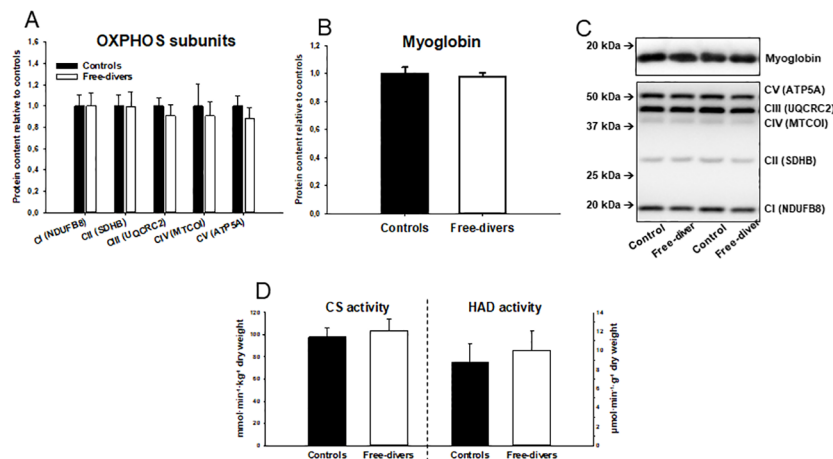 A
OXPHOS subunits
Controls
Free-divers
Protein content relative to controls
1,6
1,4
1,2
1,0
0,8
0,6
0,4
0,2
0,0
CI (NDUFB8)
CII (SDHB)
CIII (UQCRC2)
CIV (MTCOI)
CV (ATP5A)
B
Myoglobin
Protein content relative to controls
1,2
1,0
0,8
0,6
0,4
0,2
0,0
Controls Free-divers
C
20 kDa → Myoglobin
CV (ATP5A)
50 kDa →
CIII (UQCRC2)
CIV (MTCOI)
37 kDa →
CII (SDHB)
25 kDa →
20 kDa →
CI (NDUFB8)
Control Free-diver Control Free-diver
D
CS activity HAD activity
mmol·min⁻¹·kg⁻¹ dry weight
120
100
80
60
40
20
0
14
12
10
8
6
4
2
0
µmol·min⁻¹·g⁻¹ dry weight
Controls Free-divers Controls Free-divers